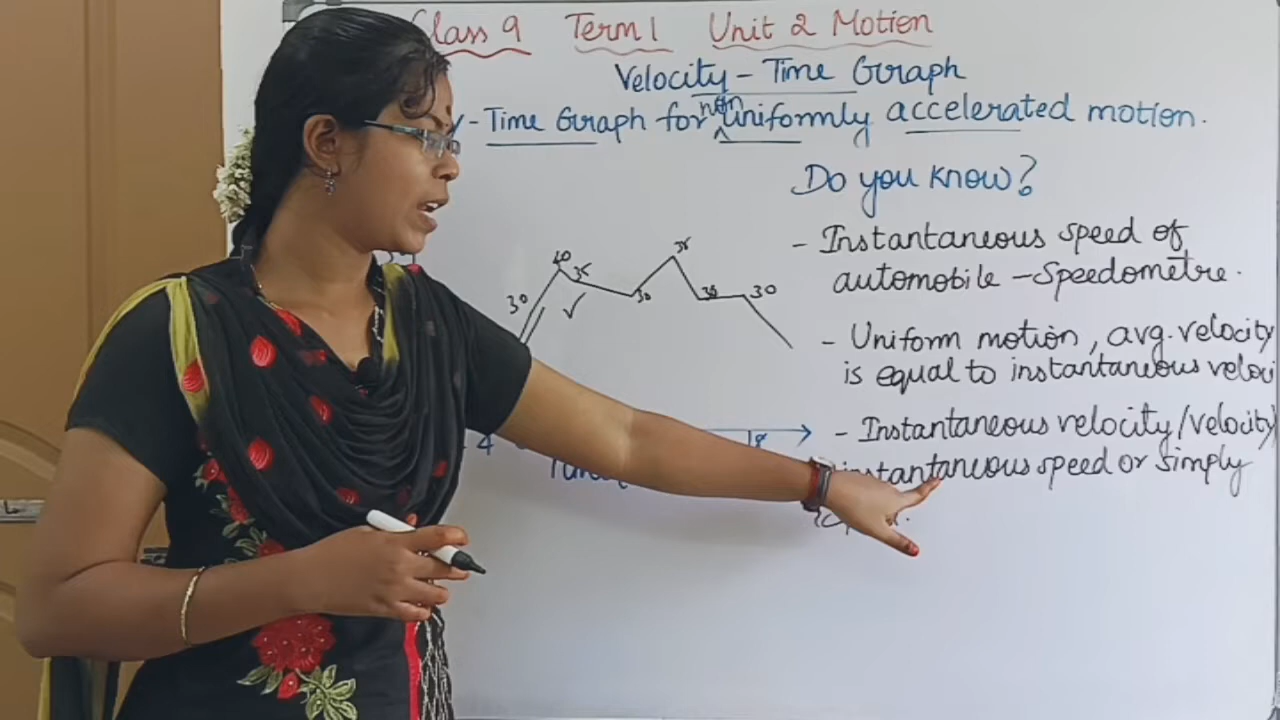 Class 9 Term 1 Unit 2 Motion
Velocity - Time Graph
y - Time Graph for non uniformly accelerated motion.
Do you know?
- Instantaneous speed of
automobile - Speedometre.
- Uniform motion, avg. velocity
is equal to instantaneous veloci
- Instantaneous velocity/velocity
instantaneous speed or simply
40
35
30
30
35
30
30
4